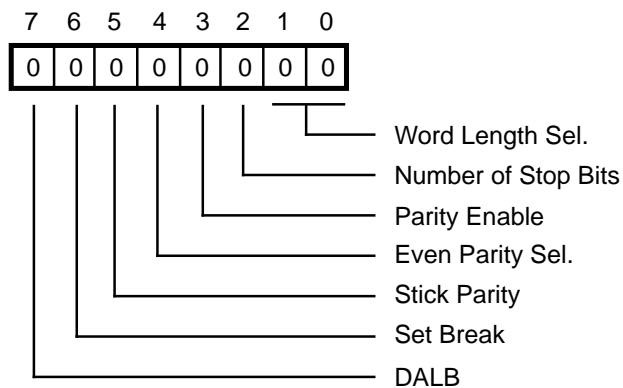 7 6 5 4 3 2 1 0
0 0 0 0 0 0 0 0
Word Length Sel.
Number of Stop Bits
Parity Enable
Even Parity Sel.
Stick Parity
Set Break
DALB